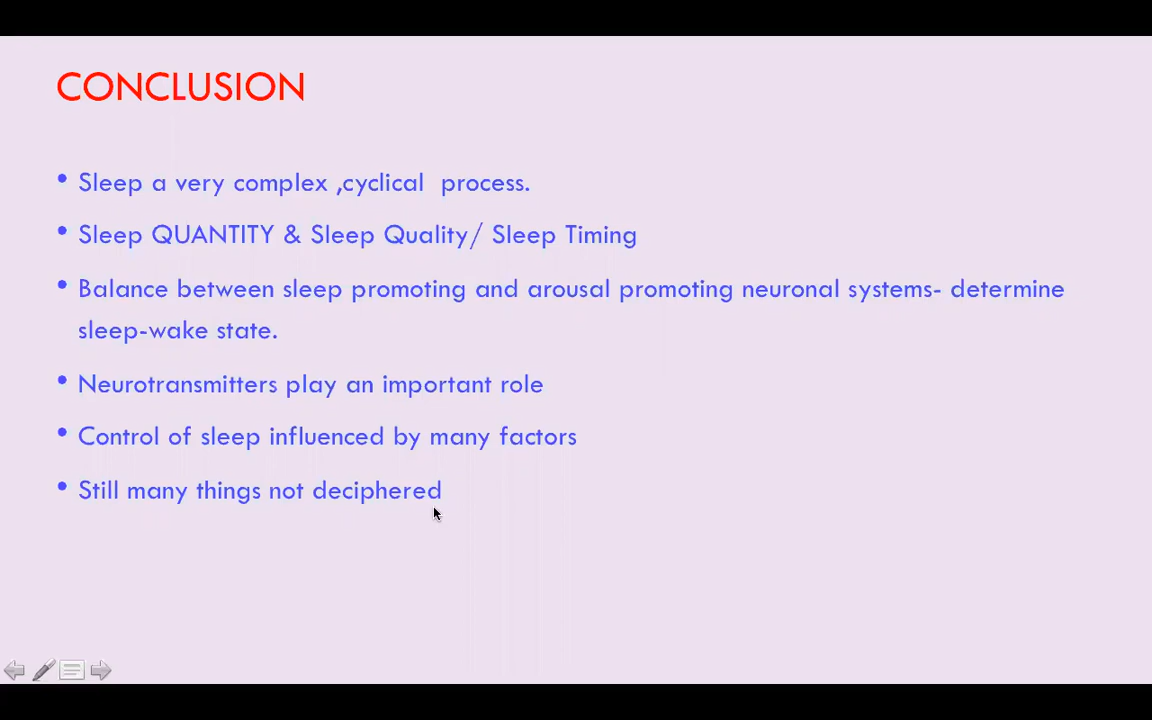 CONCLUSION
• Sleep a very complex ,cyclical  process.
• Sleep QUANTITY & Sleep Quality/ Sleep Timing
• Balance between sleep promoting and arousal promoting neuronal systems- determine
sleep-wake state.
• Neurotransmitters play an important role
• Control of sleep influenced by many factors
• Still many things not deciphered